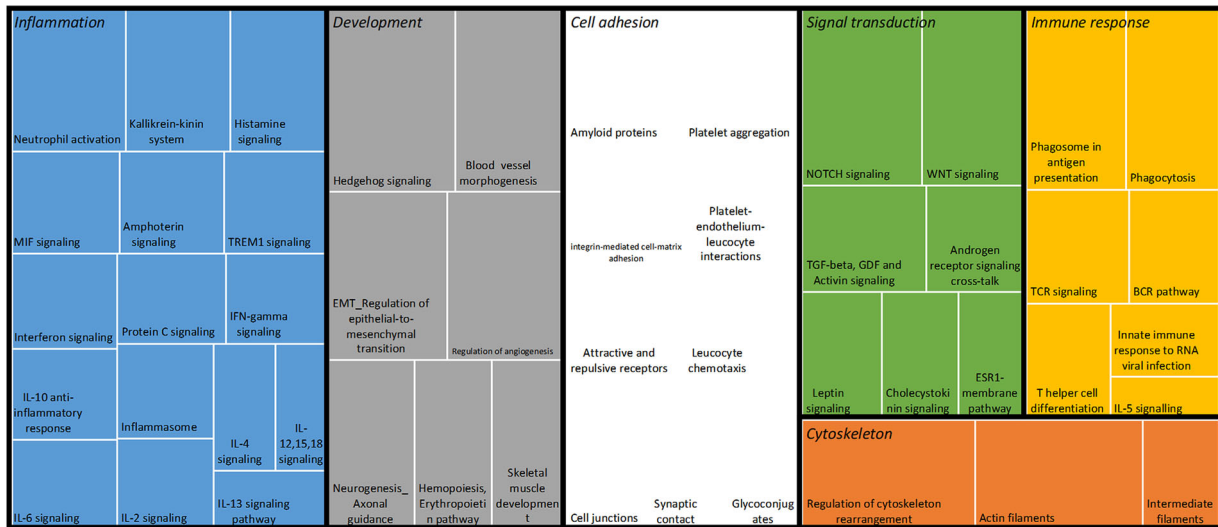 Inflammation
Neutrophil activation
Kallikrein-kinin
system
Histamine
signaling
MIF signaling
Amphoterin
signaling
TREM1 signaling
Interferon signaling
Protein C signaling
IFN-gamma
signaling
IL-10 anti-
inflammatory
response
Inflammasome
IL-4
signaling
IL-
12,15,18
signaling
IL-6 signaling
IL-2 signaling
IL-13 signaling
pathway
Development
Hedgehog signaling
Blood vessel
morphogenesis
EMT_Regulation of
epithelial-to-
mesenchymal
transition
Regulation of angiogenesis
Neurogenesis_
Axonal
guidance
Hemopoiesis,
Erythropoieti
n pathway
Skeletal
muscle
developmen
t
Cell adhesion
Amyloid proteins
Platelet aggregation
integrin-mediated cell-matrix
adhesion
Platelet-
endothelium-
leucocyte
interactions
Attractive and
repulsive receptors
Leucocyte
chemotaxis
Cell junctions
Synaptic
contact
Glycoconjug
ates
Signal transduction
NOTCH signaling
WNT signaling
TGF-beta, GDF and
Activin signaling
Androgen
receptor signaling
cross-talk
Leptin
signaling
Cholecystoki
nin signaling
ESR1-
membrane
pathway
Immune response
Phagosome in
antigen
presentation
Phagocytosis
TCR signaling
BCR pathway
T helper cell
differentiation
Innate immune
response to RNA
viral infection
IL-5 signalling
Cytoskeleton
Regulation of cytoskeleton
rearrangement
Actin filaments
Intermediate
filaments